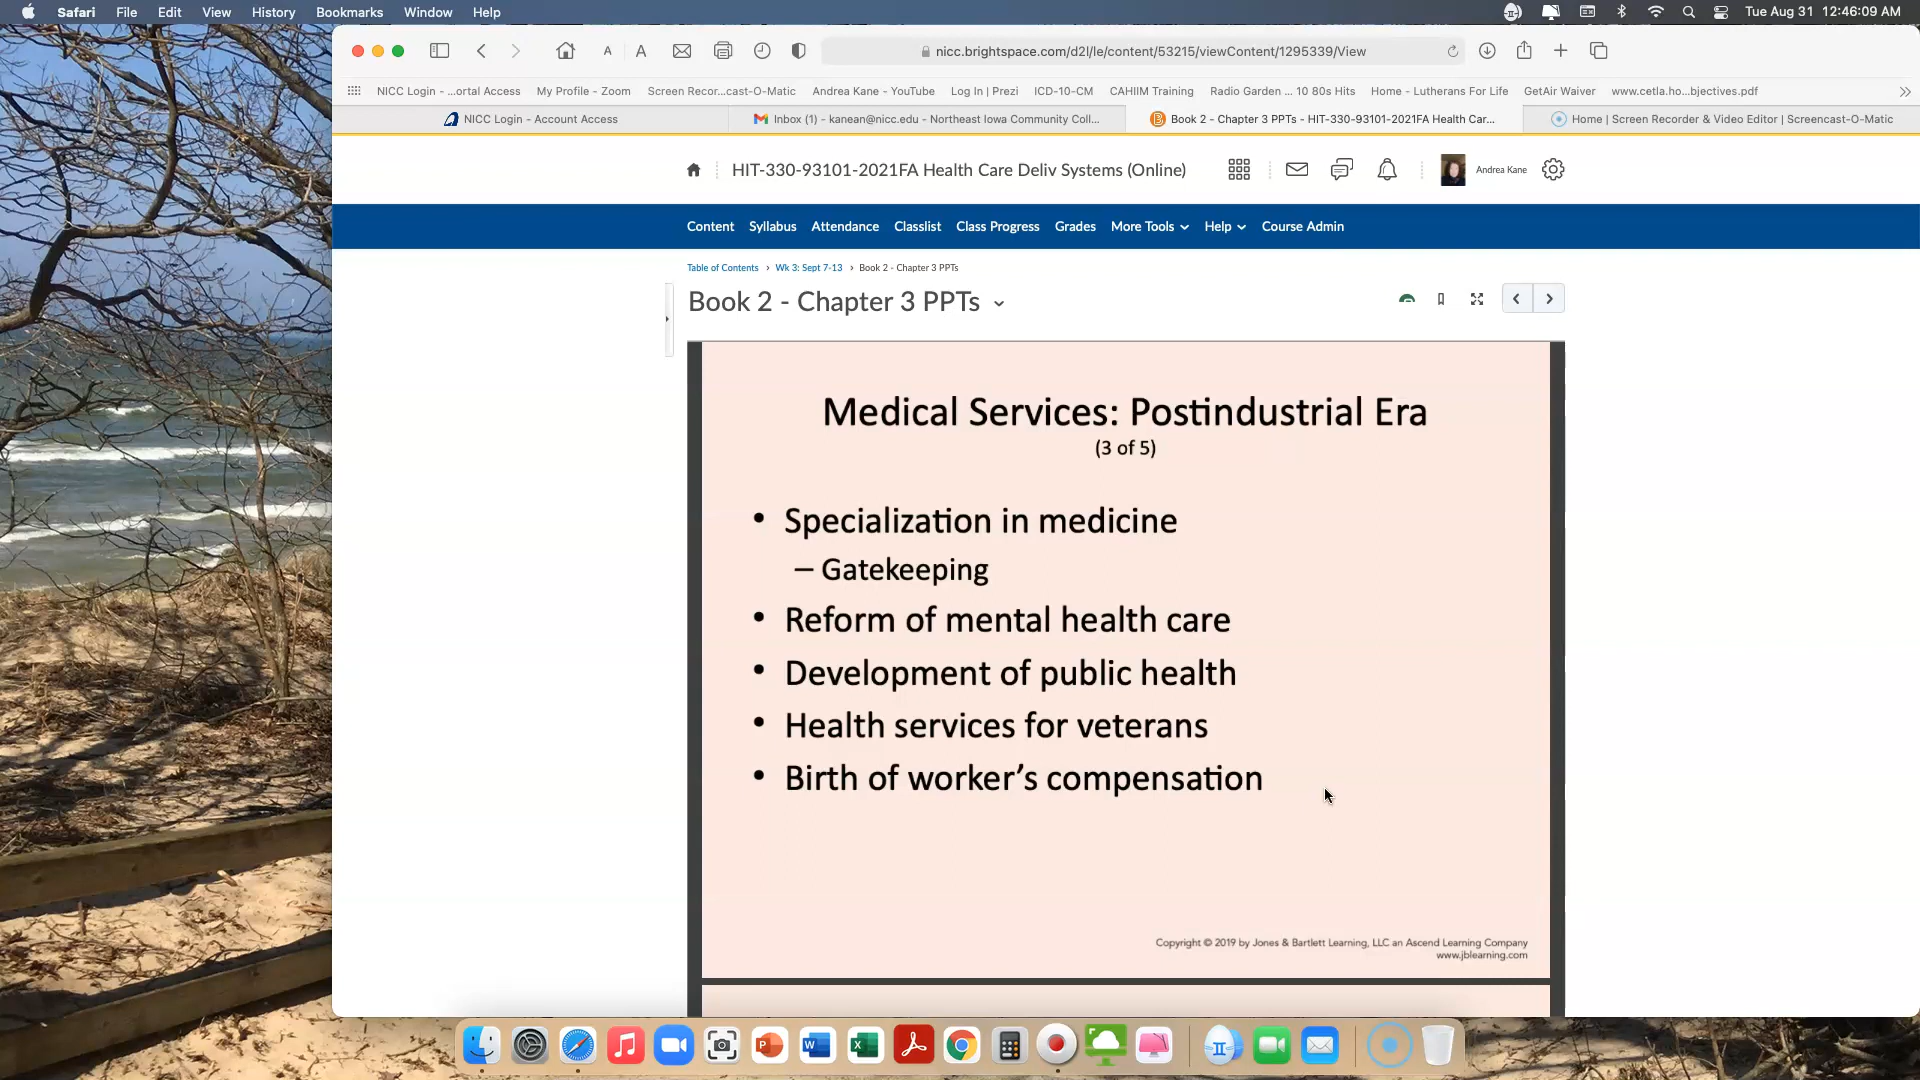 Safari File Edit View History Bookmarks Window Help Tue Aug 31 12:46:09 AM
A A nicc.brightspace.com/d2l/le/content/53215/viewContent/1295339/View
NICC Login - ...ortal Access My Profile - Zoom Screen Recor...cast-O-Matic Andrea Kane - YouTube Log In | Prezi ICD-10-CM CAHIIM Training Radio Garden ... 10 80s Hits Home - Lutherans For Life GetAir Waiver www.cetla.ho...bjectives.pdf
NICC Login - Account Access Inbox (1) - kanean@nicc.edu - Northeast Iowa Community Coll... Book 2 - Chapter 3 PPTs - HIT-330-93101-2021FA Health Car... Home | Screen Recorder & Video Editor | Screencast-O-Matic
HIT-330-93101-2021FA Health Care Deliv Systems (Online) Andrea Kane
Content Syllabus Attendance Classlist Class Progress Grades More Tools Help Course Admin
Table of Contents › Wk 3: Sept 7-13 › Book 2 - Chapter 3 PPTs
Book 2 - Chapter 3 PPTs
Medical Services: Postindustrial Era
(3 of 5)
• Specialization in medicine
– Gatekeeping
• Reform of mental health care
• Development of public health
• Health services for veterans
• Birth of worker’s compensation
Copyright © 2019 by Jones & Bartlett Learning, LLC an Ascend Learning Company
www.jblearning.com